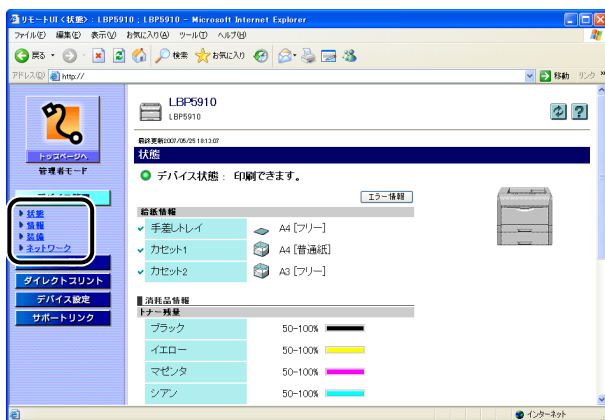 リモートUI <状態> : LBP5910 ; LBP5910 - Microsoft Internet Explorer
ファイル(F) 編集(E) 表示(V) お気に入り(A) ツール(T) ヘルプ(H)
戻る 検索 お気に入り
アドレス(D) http:// 移動 リンク »
LBP5910
LBP5910
トップページへ
管理者モード
最終更新2007/05/25 18:13:07
状態
デバイス状態 : 印刷できます。
エラー情報
状態
情報
装備
ネットワーク
ダイレクトプリント
デバイス設定
サポートリンク
給紙情報
手差しトレイ A4 [フリー]
カセット1 A4 [普通紙]
カセット2 A3 [フリー]
消耗品情報
トナー残量
ブラック 50-100%
イエロー 50-100%
マゼンタ 50-100%
シアン 50-100%
インターネット